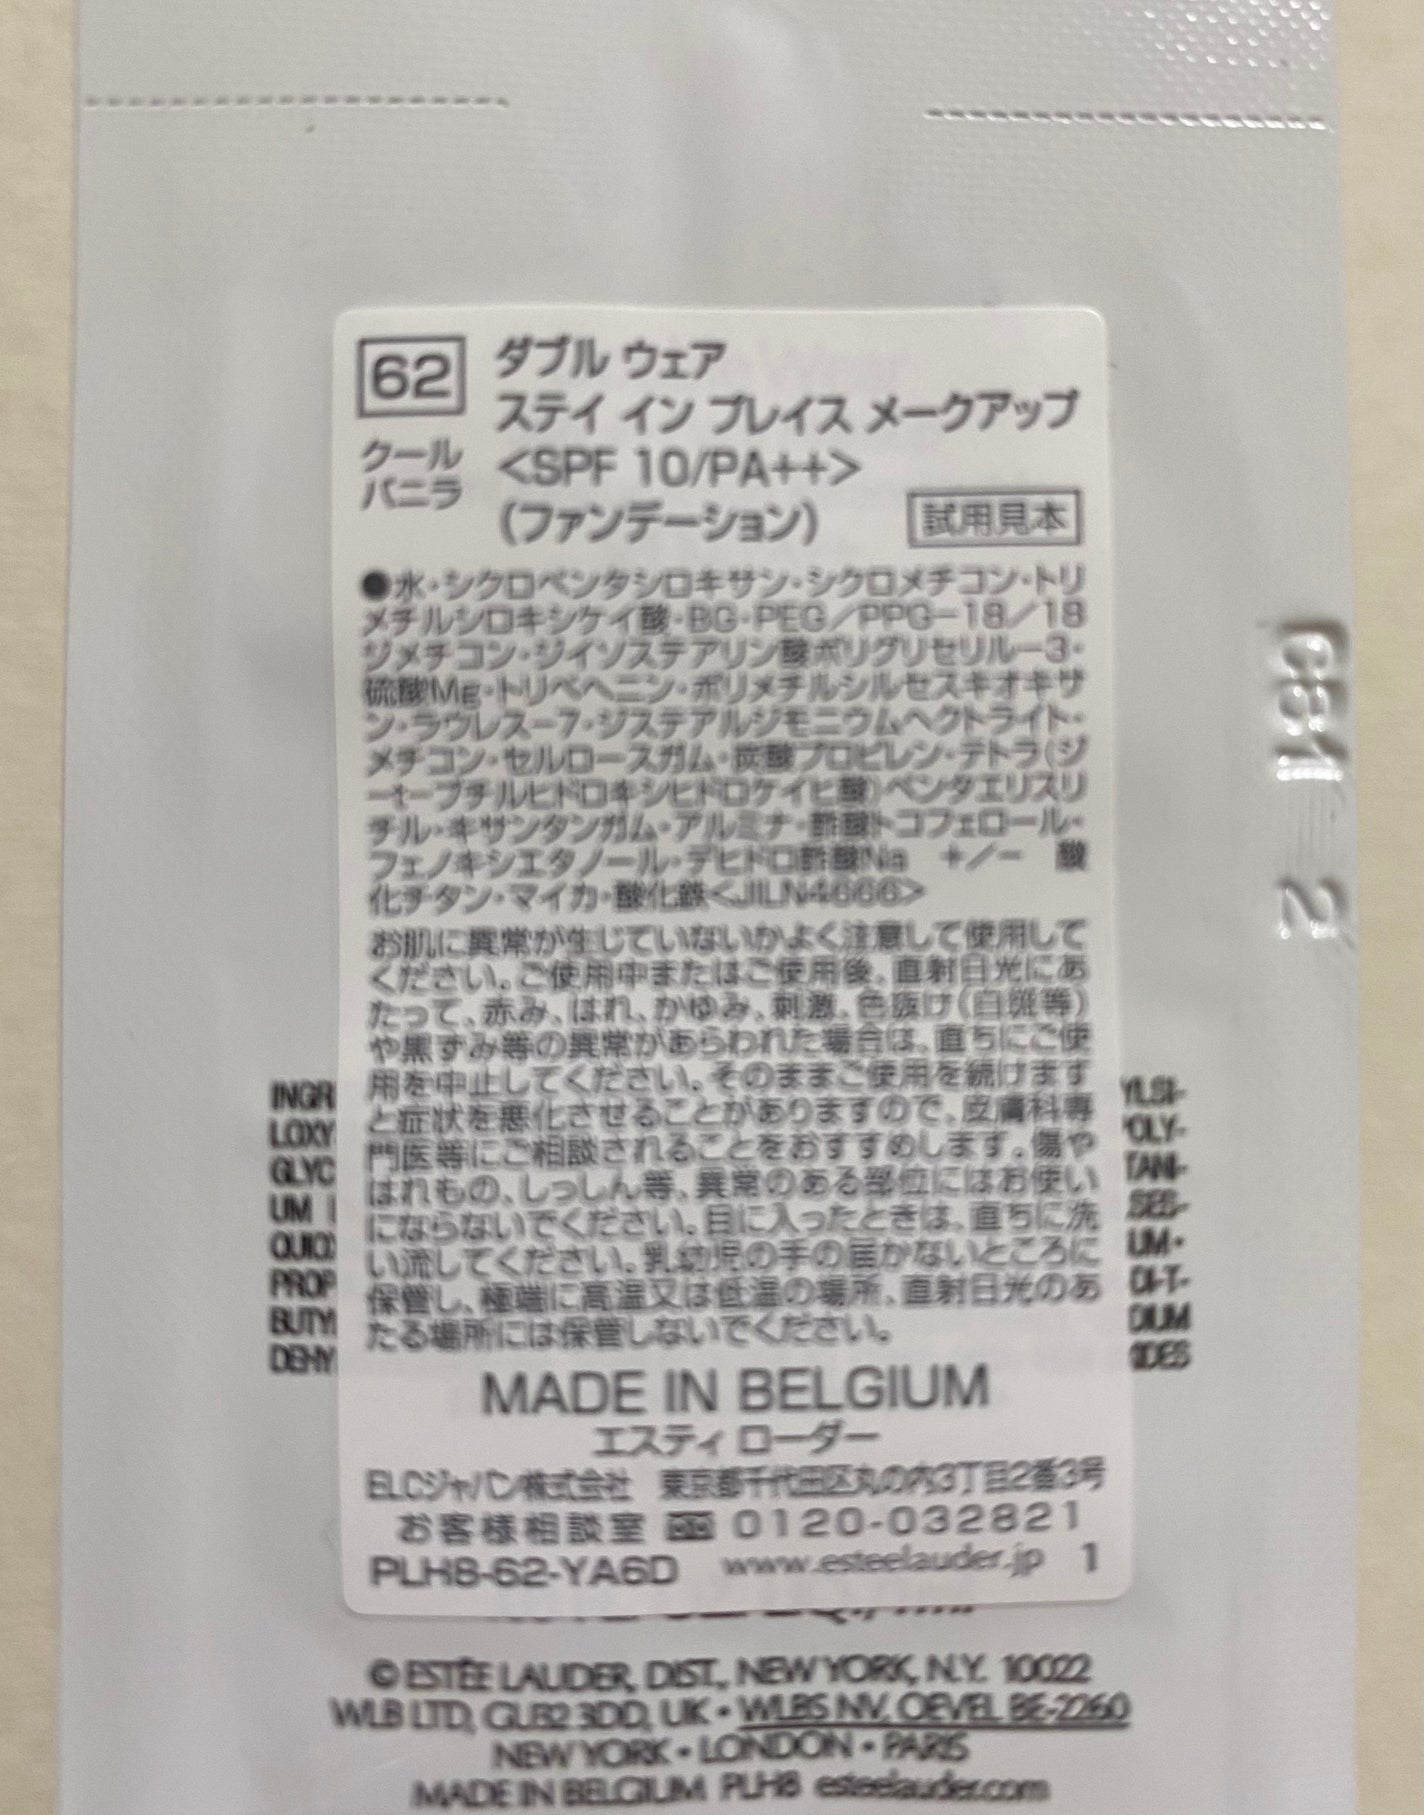 62
クール
バニラ
ダブル ウェア
ステイ イン プレイス メークアップ
<SPF 10/PA++>
(ファンデーション)
試用見本
●水・シクロペンタシロキサン・シクロメチコン・トリ
メチルシロキシケイ酸・BG・PEG/PPG-18/18
ジメチコン・ジイソステアリン酸ポリグリセリル-3・
硫酸Mg・トリベヘニン・ポリメチルシルセスキオキサ
ン・ラウレス-7・ジステアルジモニウムヘクトライト・
メチコン・セルロースガム・炭酸プロピレン・テトラ(ジ
-t-ブチルヒドロキシヒドロケイヒ酸)ペンタエリスリ
チル・キサンタンガム・アルミナ・酢酸トコフェロール・
フェノキシエタノール・デヒドロ酢酸Na +/- 酸
化チタン・マイカ・酸化鉄<JILN4666>
お肌に異常が生じていないかよく注意して使用して
ください。ご使用中またはご使用後、直射日光にあ
たって、赤み、はれ、かゆみ、刺激、色抜け(白斑等)
や黒ずみ等の異常があらわれた場合は、直ちにご使
用を中止してください。そのままご使用を続けます
と症状を悪化させることがありますので、皮膚科専
門医等にご相談されることをおすすめします。傷や
はれもの、しっしん等、異常のある部位にはお使い
にならないでください。目に入ったときは、直ちに洗
い流してください。乳幼児の手の届かないところに
保管し、極端に高温又は低温の場所、直射日光のあ
たる場所には保管しないでください。
MADE IN BELGIUM
エスティ ローダー
ELCジャパン株式会社 東京都千代田区丸の内3丁目2番3号
お客様相談室 0120-032821
PLH8-62-YA6D www.esteelauder.jp 1
INGR
LOXY
GLYC
UM
PROP
BUTY
DEHY
YLSI-
OLY-
TANI-
SES-
UM•
DI-T-
DIUM
IDES
© ESTĒE LAUDER, DIST., NEW YORK, N.Y. 10022
WLB LTD, GU32 3DD, UK • WLBS NV, OEVEL BE-2260
NEW YORK • LONDON • PARIS
MADE IN BELGIUM PLH8 esteelauder.com
2